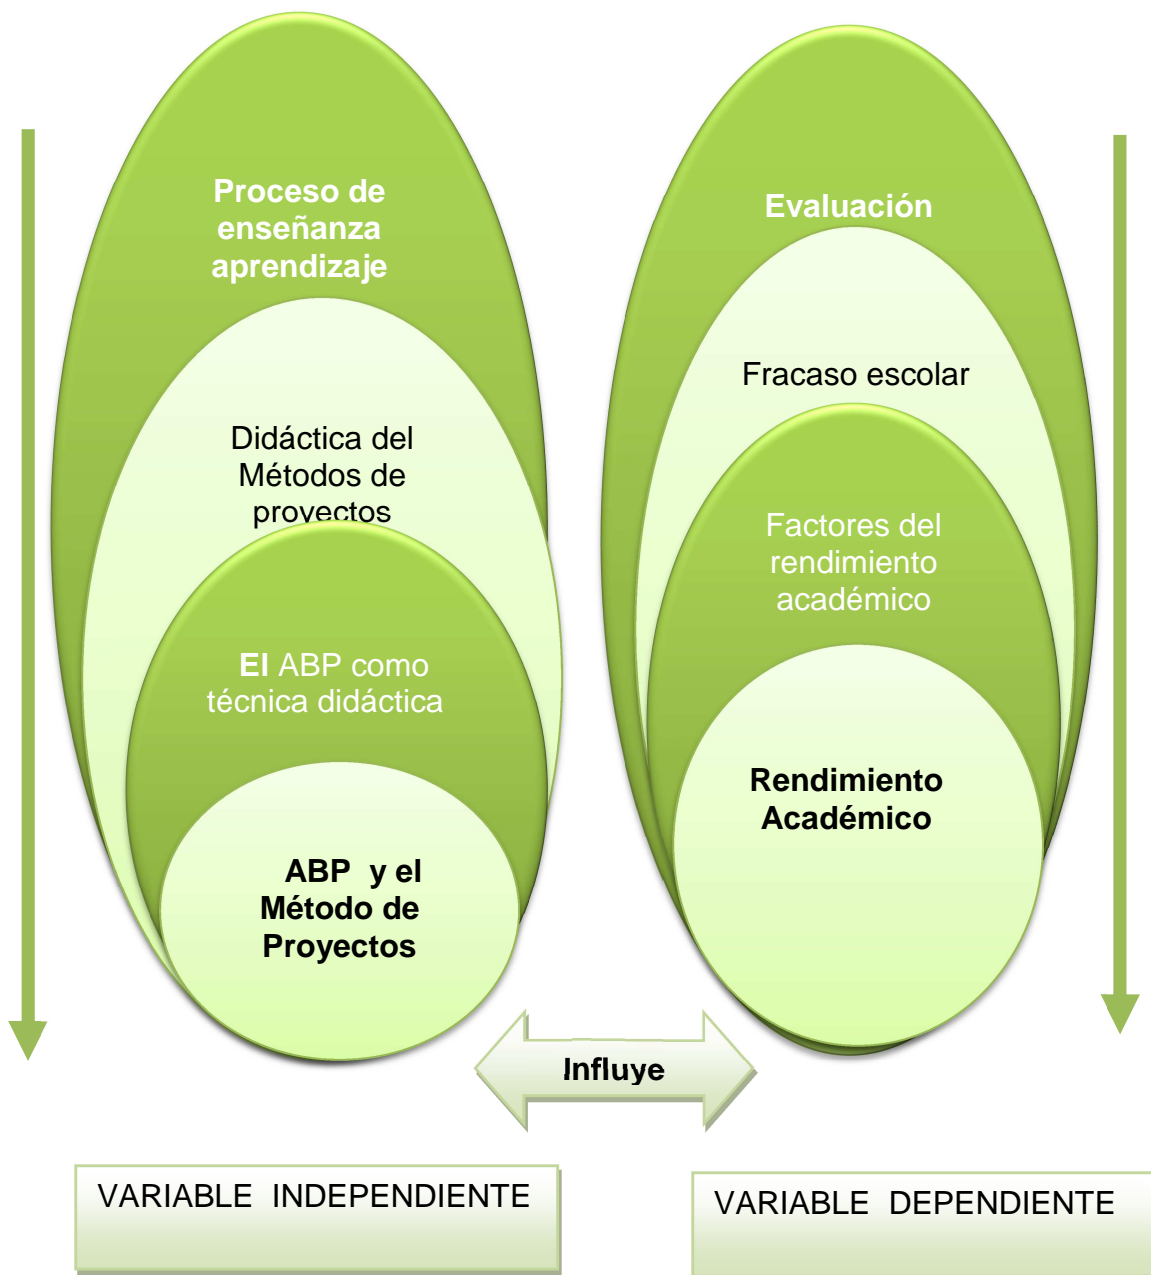 Proceso de
enseñanza
aprendizaje
Didáctica del
Métodos de
proyectos
El ABP como
técnica didáctica
ABP y el
Método de
Proyectos
Evaluación
Fracaso escolar
Factores del
rendimiento
académico
Rendimiento
Académico
Influye
VARIABLE INDEPENDIENTE
VARIABLE DEPENDIENTE